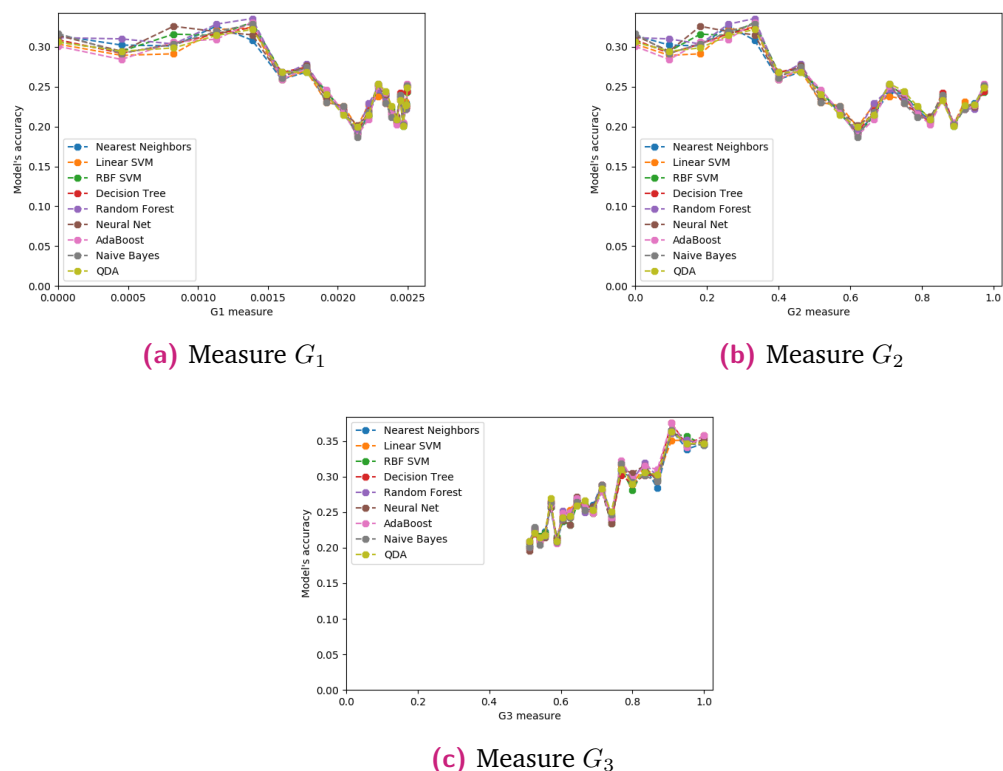 0.30
0.25
0.20
0.15
0.10
0.05
0.00
Model's accuracy
Nearest Neighbors
Linear SVM
RBF SVM
Decision Tree
Random Forest
Neural Net
AdaBoost
Naive Bayes
QDA
0.0000 0.0005 0.0010 0.0015 0.0020 0.0025
G1 measure
(a) Measure G₁
0.30
0.25
0.20
0.15
0.10
0.05
0.00
Model's accuracy
Nearest Neighbors
Linear SVM
RBF SVM
Decision Tree
Random Forest
Neural Net
AdaBoost
Naive Bayes
QDA
0.0 0.2 0.4 0.6 0.8 1.0
G2 measure
(b) Measure G₂
0.35
0.30
0.25
0.20
0.15
0.10
0.05
0.00
Model's accuracy
Nearest Neighbors
Linear SVM
RBF SVM
Decision Tree
Random Forest
Neural Net
AdaBoost
Naive Bayes
QDA
0.0 0.2 0.4 0.6 0.8 1.0
G3 measure
(c) Measure G₃